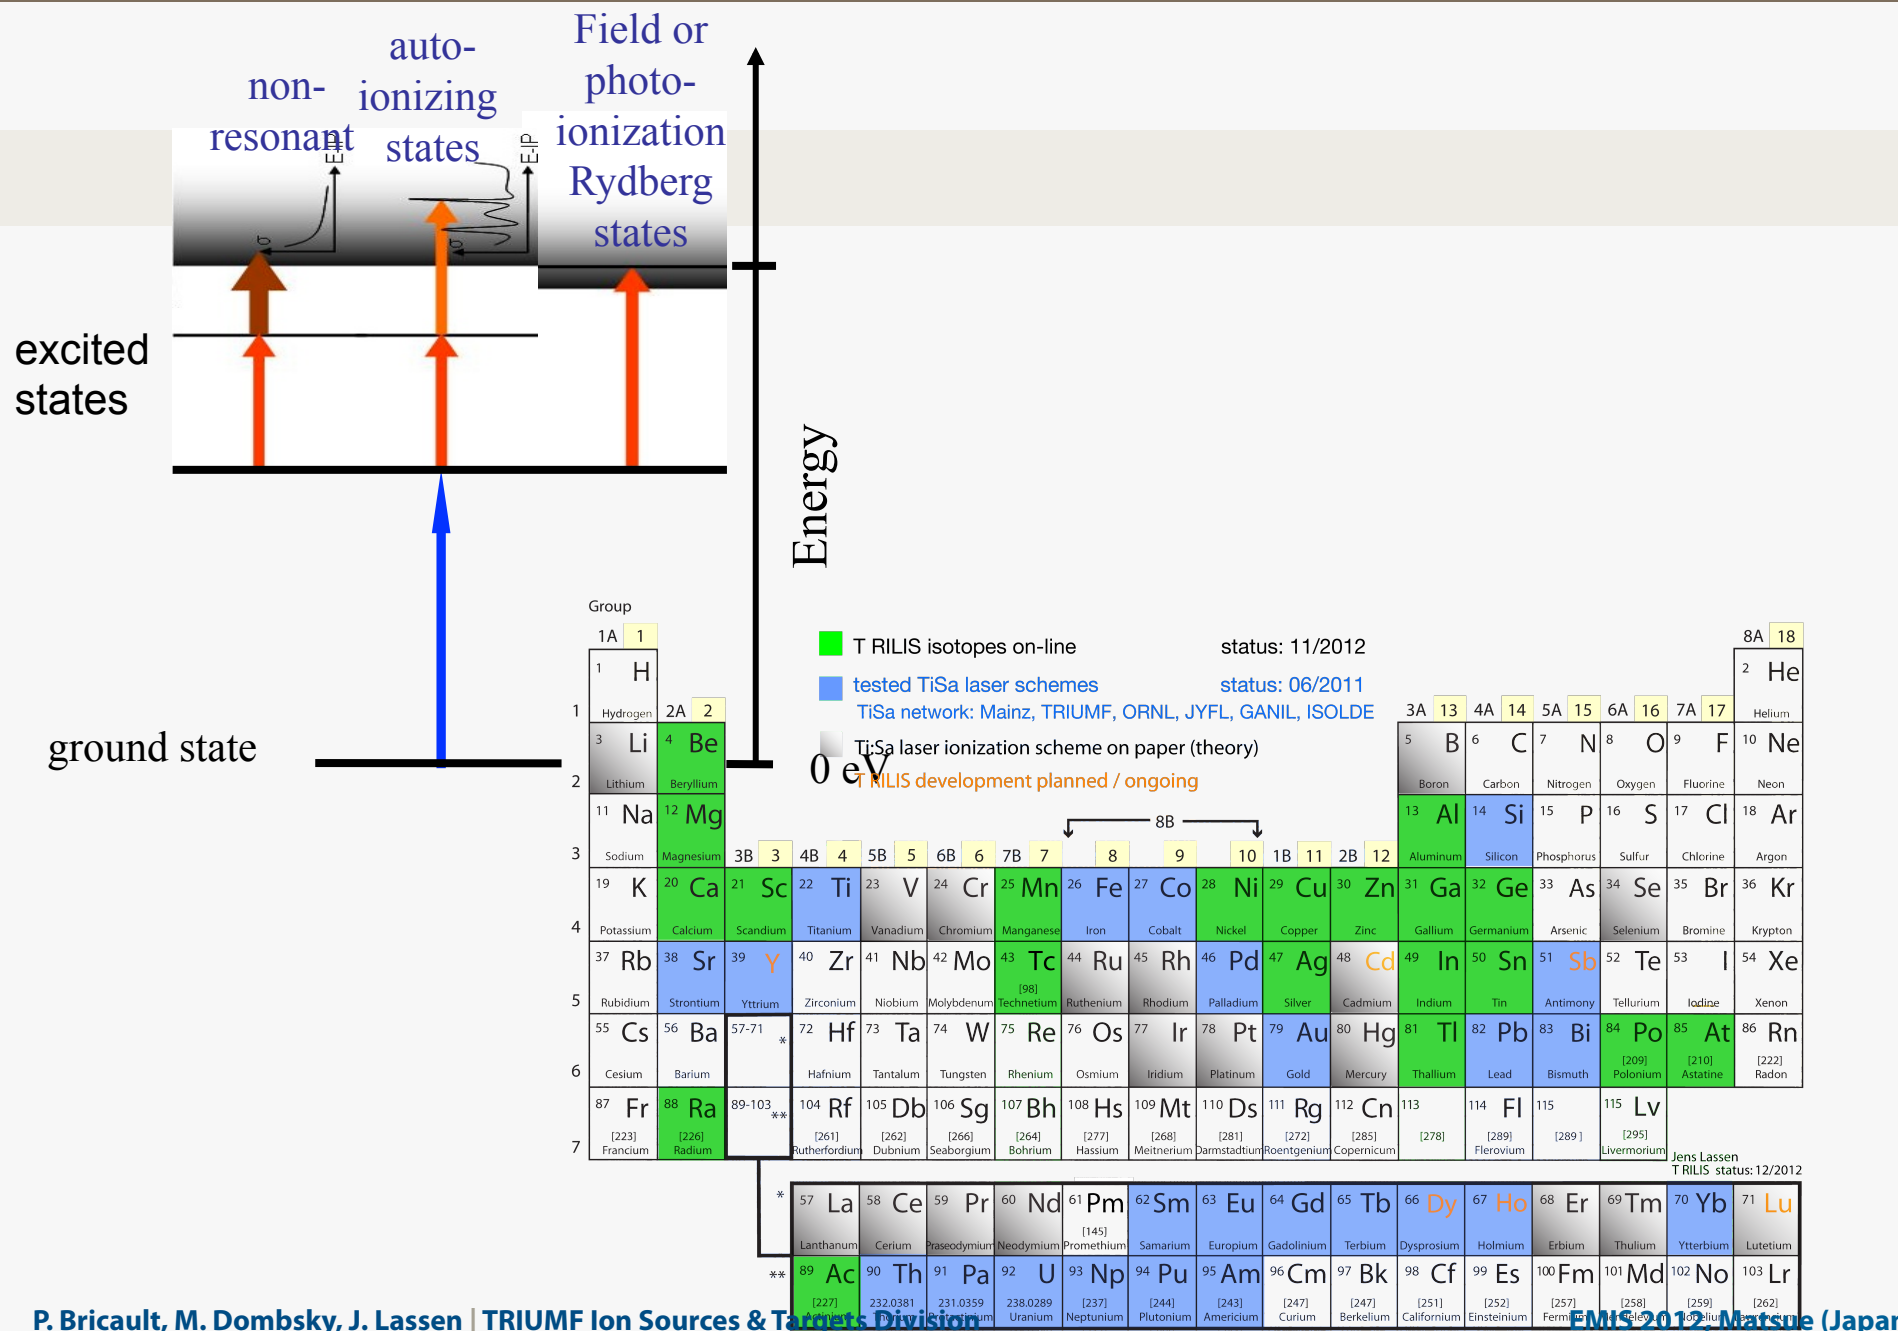 non-
resonant
auto-
ionizing
states
Field or
photo-
ionization
Rydberg
states
E-IP
σ
E-IP
σ
excited
states
Energy
ground state
0 eV
T RILIS isotopes on-line status: 11/2012
tested TiSa laser schemes status: 06/2011
TiSa network: Mainz, TRIUMF, ORNL, JYFL, GANIL, ISOLDE
Ti:Sa laser ionization scheme on paper (theory)
T RILIS development planned / ongoing
Group
1A 1 8A 18
1 H Hydrogen 2 He Helium
1 2A 2 3A 13 4A 14 5A 15 6A 16 7A 17
3 Li Lithium 4 Be Beryllium 5 B Boron 6 C Carbon 7 N Nitrogen 8 O Oxygen 9 F Fluorine 10 Ne Neon
2
8B
11 Na Sodium 12 Mg Magnesium 13 Al Aluminum 14 Si Silicon 15 P Phosphorus 16 S Sulfur 17 Cl Chlorine 18 Ar Argon
3 3B 3 4B 4 5B 5 6B 6 7B 7 8 9 10 1B 11 2B 12
19 K 20 Ca 21 Sc 22 Ti 23 V 24 Cr 25 Mn 26 Fe 27 Co 28 Ni 29 Cu 30 Zn 31 Ga 32 Ge 33 As 34 Se 35 Br 36 Kr
4 Potassium Calcium Scandium Titanium Vanadium Chromium Manganese Iron Cobalt Nickel Copper Zinc Gallium Germanium Arsenic Selenium Bromine Krypton
37 Rb 38 Sr 39 Y 40 Zr 41 Nb 42 Mo 43 Tc 44 Ru 45 Rh 46 Pd 47 Ag 48 Cd 49 In 50 Sn 51 Sb 52 Te 53 I 54 Xe
[98]
5 Rubidium Strontium Yttrium Zirconium Niobium Molybdenum Technetium Ruthenium Rhodium Palladium Silver Cadmium Indium Tin Antimony Tellurium Iodine Xenon
55 Cs 56 Ba 57-71 * 72 Hf 73 Ta 74 W 75 Re 76 Os 77 Ir 78 Pt 79 Au 80 Hg 81 Tl 82 Pb 83 Bi 84 Po 85 At 86 Rn
[209] [210] [222]
6 Cesium Barium Hafnium Tantalum Tungsten Rhenium Osmium Iridium Platinum Gold Mercury Thallium Lead Bismuth Polonium Astatine Radon
87 Fr 88 Ra 89-103 ** 104 Rf 105 Db 106 Sg 107 Bh 108 Hs 109 Mt 110 Ds 111 Rg 112 Cn 113 114 Fl 115 115 Lv
[223] [226] [261] [262] [266] [264] [277] [268] [281] [272] [285] [278] [289] [289] [295]
7 Francium Radium Rutherfordium Dubnium Seaborgium Bohrium Hassium Meitnerium Darmstadtium Roentgenium Copernicum Flerovium Livermorium
Jens Lassen
T RILIS status: 12/2012
* 57 La 58 Ce 59 Pr 60 Nd 61 Pm 62 Sm 63 Eu 64 Gd 65 Tb 66 Dy 67 Ho 68 Er 69 Tm 70 Yb 71 Lu
[145]
Lanthanum Cerium Praseodymium Neodymium Promethium Samarium Europium Gadolinium Terbium Dysprosium Holmium Erbium Thulium Ytterbium Lutetium
** 89 Ac 90 Th 91 Pa 92 U 93 Np 94 Pu 95 Am 96 Cm 97 Bk 98 Cf 99 Es 100 Fm 101 Md 102 No 103 Lr
[227] 232.0381 231.0359 238.0289 [237] [244] [243] [247] [247] [251] [252] [257] [258] [259] [262]
Uranium Neptunium Plutonium Americium Curium Berkelium Californium Einsteinium
P. Bricault, M. Dombsky, J. Lassen | TRIUMF Ion Sources & Targets Division EMIS 2012, Matsue (Japan